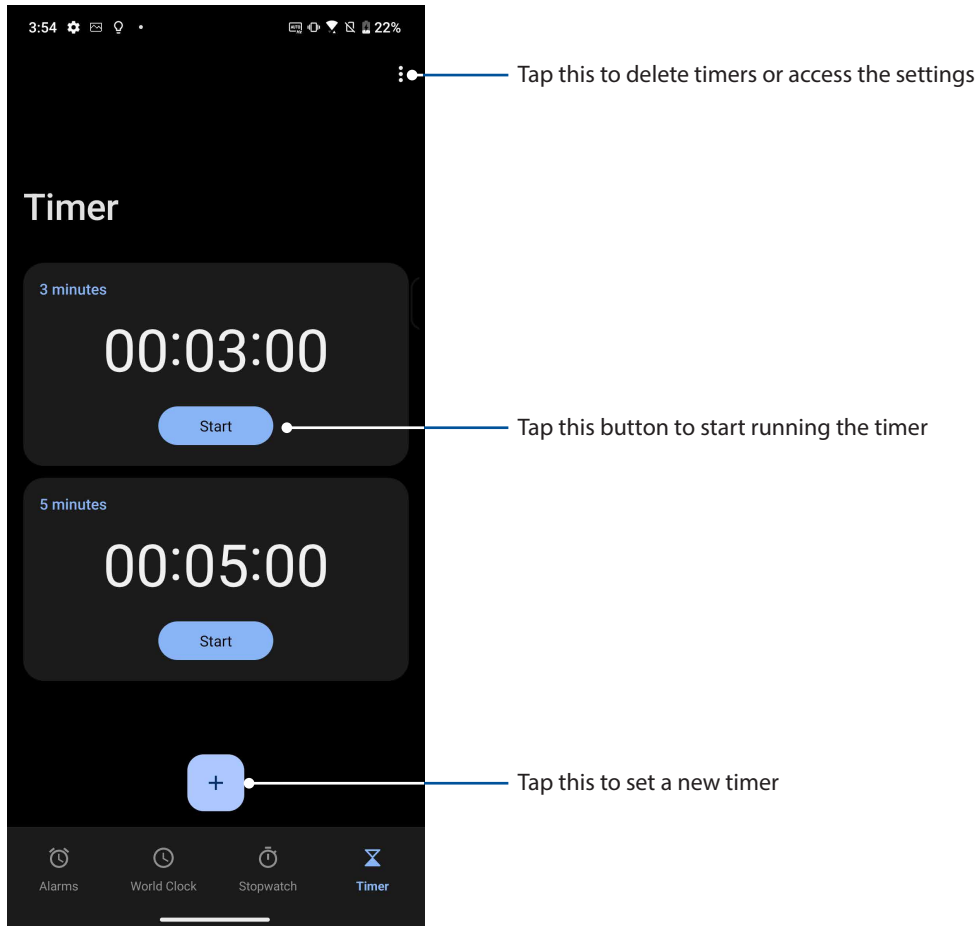 3:54 22%
Tap this to delete timers or access the settings
Timer
3 minutes
00:03:00
Start
Tap this button to start running the timer
5 minutes
00:05:00
Start
+
Tap this to set a new timer
Alarms World Clock Stopwatch Timer